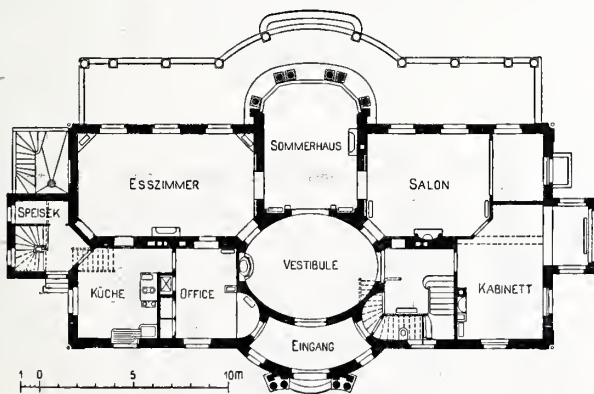 SOMMERHAUS
ESSZIMMER
SALON
SPEISEK
VESTIBULE
KÜCHE
OFFICE
KABINETT
EINGANG
1 0 5 10m